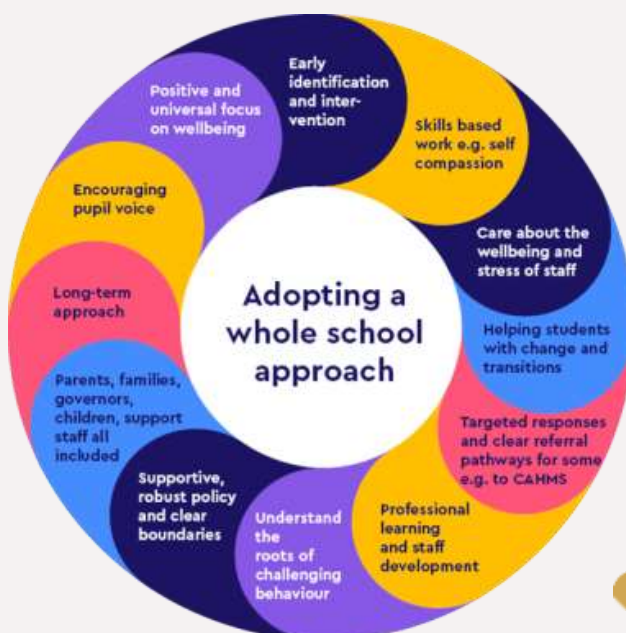 Early
identification
and inter-
vention
Skills based
work e.g. self
compassion
Care about the
wellbeing and
stress of staff
Helping students
with change and
transitions
Targeted responses
and clear referral
pathways for some
e.g. to CAHMS
Professional
learning
and staff
development
Understand
the
roots of
challenging
behaviour
Supportive,
robust policy
and clear
boundaries
Parents, families,
governors,
children, support
staff all
included
Long-term
approach
Encouraging
pupil voice
Positive and
universal focus
on wellbeing
Adopting a
whole school
approach